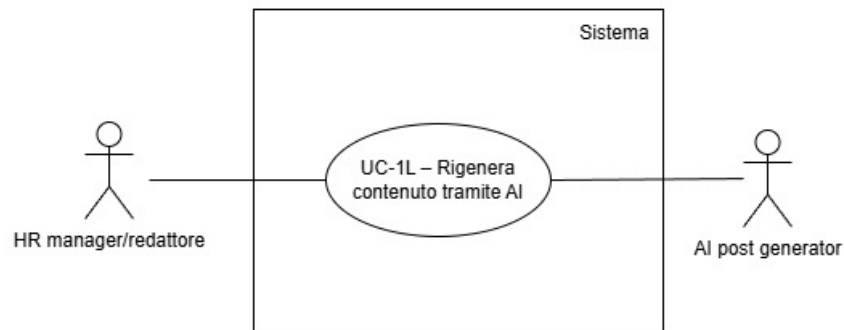 Sistema
UC-1L – Rigenera
contenuto tramite AI
HR manager/redattore
AI post generator